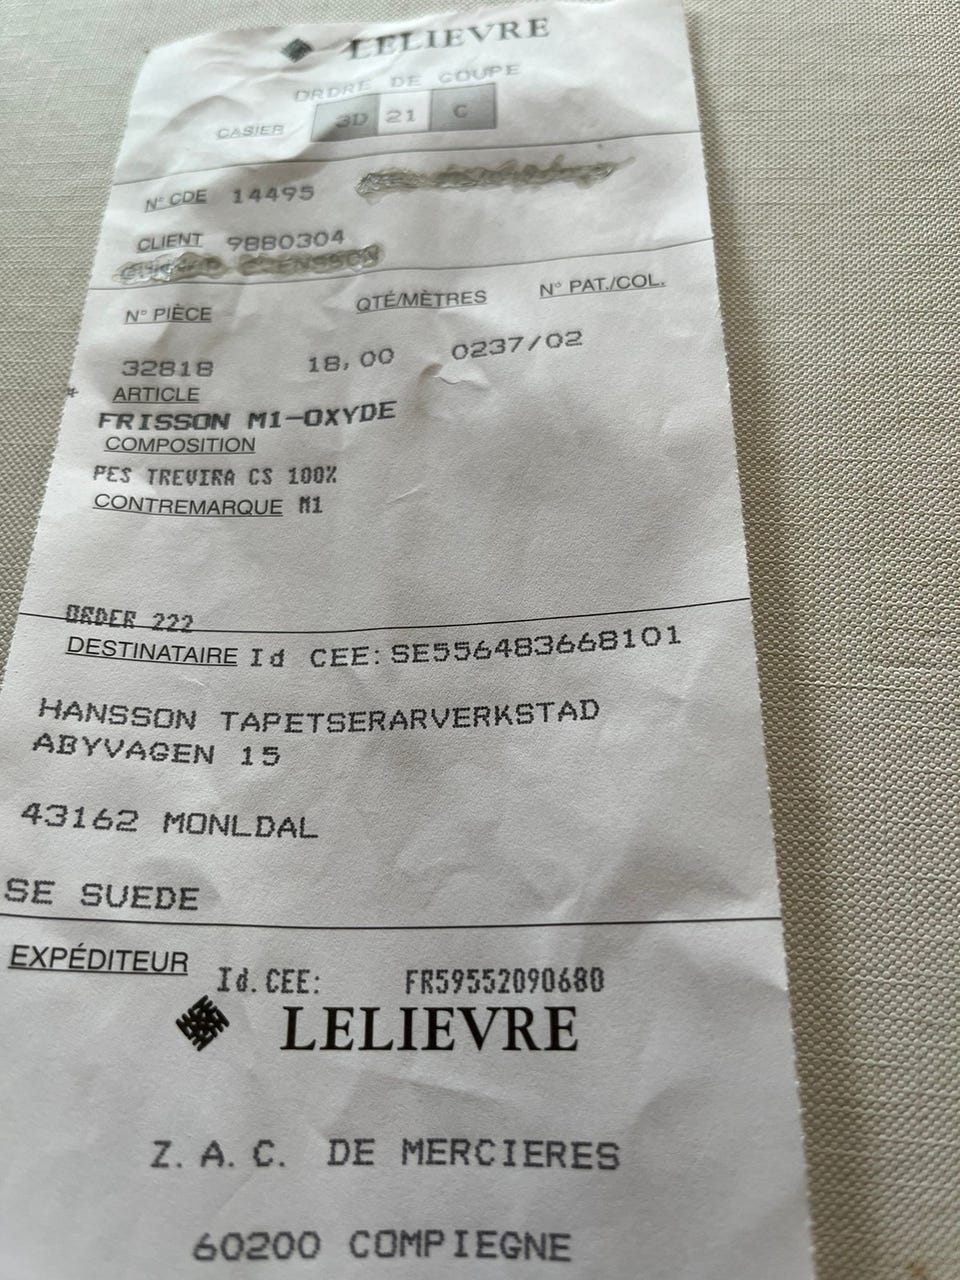 LELIEVRE
ORDRE DE COUPE
CASIER 3D 21 C
N° CDE 14495
CLIENT 9880304
N° PIÈCE QTÉ/MÈTRES N° PAT./COL.
32818 18,00 0237/02
* ARTICLE
FRISSON M1-OXYDE
COMPOSITION
PES TREVIRA CS 100%
CONTREMARQUE M1
ORDER 222
DESTINATAIRE Id CEE: SE556483668101
HANSSON TAPETSERARVERKSTAD
ABYVAGEN 15
43162 MONLDAL
SE SUEDE
EXPÉDITEUR Id.CEE: FR59552090680
LELIEVRE
Z.A.C. DE MERCIERES
60200 COMPIEGNE